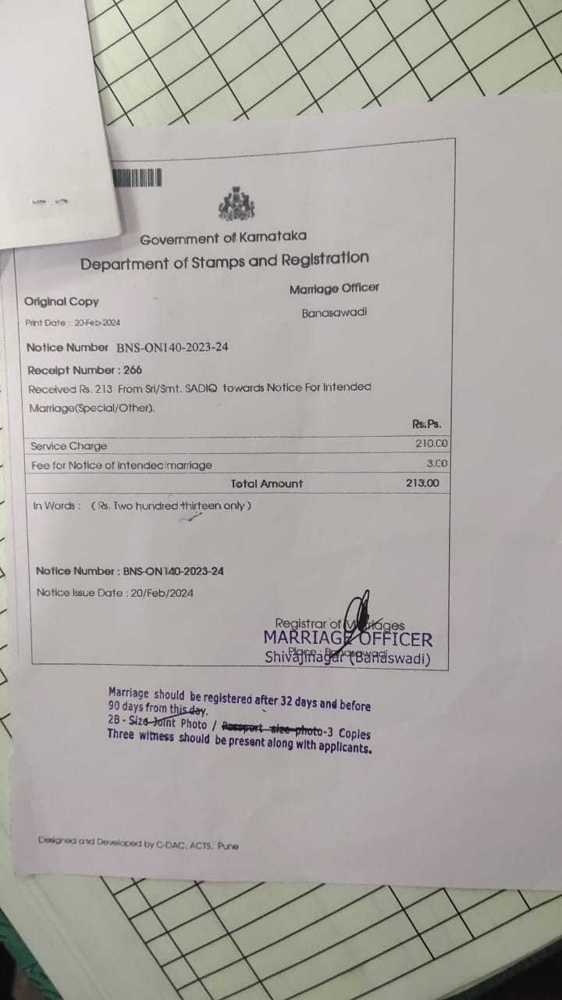 Government of Karnataka
Department of Stamps and Registration
Marriage Officer
Original Copy
Banasawadi
Print Date : 20-Feb-2024
Notice Number BNS-ON140-2023-24
Receipt Number : 266
Received Rs. 213 From Sri/Smt. SADIQ towards Notice For Intended
Marriage(Special/Other).
Rs.Ps.
Service Charge 210.00
Fee for Notice of intended marriage 3.00
Total Amount 213.00
In Words : (Rs. Two hundred thirteen only)
Notice Number : BNS-ON140-2023-24
Notice Issue Date : 20/Feb/2024
Registrar of Marriages
MARRIAGE OFFICER
Place : Banasawadi
Shivajinagar (Banaswadi)
Marriage should be registered after 32 days and before
90 days from this day.
2B - Size Joint Photo / Passport size photo-3 Copies
Three witness should be present along with applicants.
Designed and Developed by C-DAC, ACTS, Pune